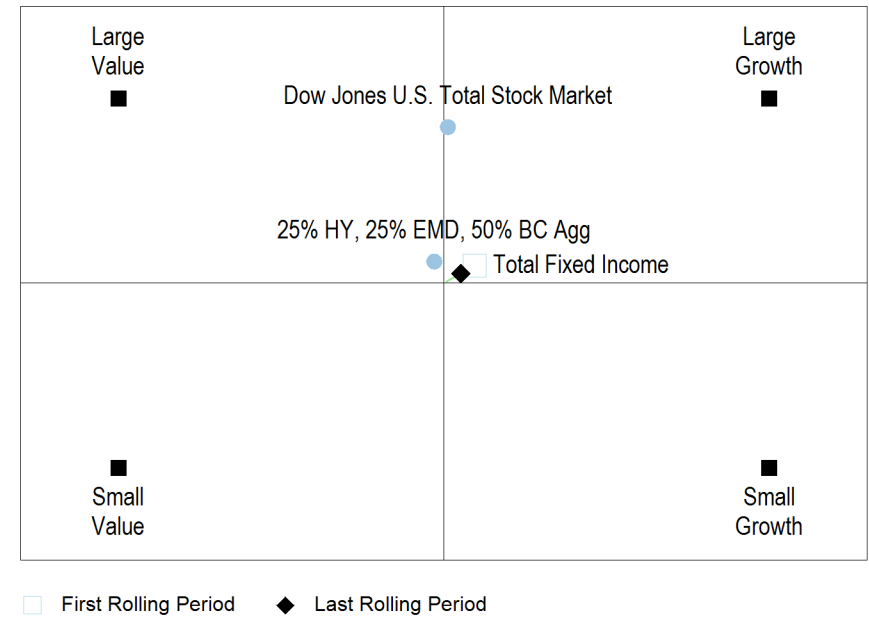 Large
Value
Large
Growth
Dow Jones U.S. Total Stock Market
25% HY, 25% EMD, 50% BC Agg
Total Fixed Income
Small
Value
Small
Growth
First Rolling Period
Last Rolling Period